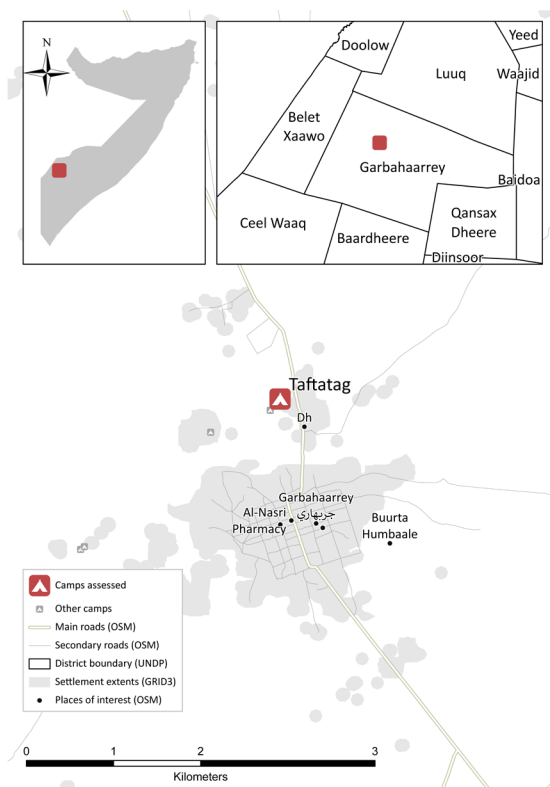 N
Doolow
Yeed
Luuq
Waajid
Belet
Xaawo
Garbahaarrey
Baidoa
Qansax
Dheere
Ceel Waaq
Baardheere
Diinsoor
Taftatag
Dh
Garbahaarrey
Al-Nasri
Pharmacy
جربهاري
Buurta
Humbaale
Camps assessed
Other camps
Main roads (OSM)
Secondary roads (OSM)
District boundary (UNDP)
Settlement extents (GRID3)
Places of interest (OSM)
0 1 2 3
Kilometers